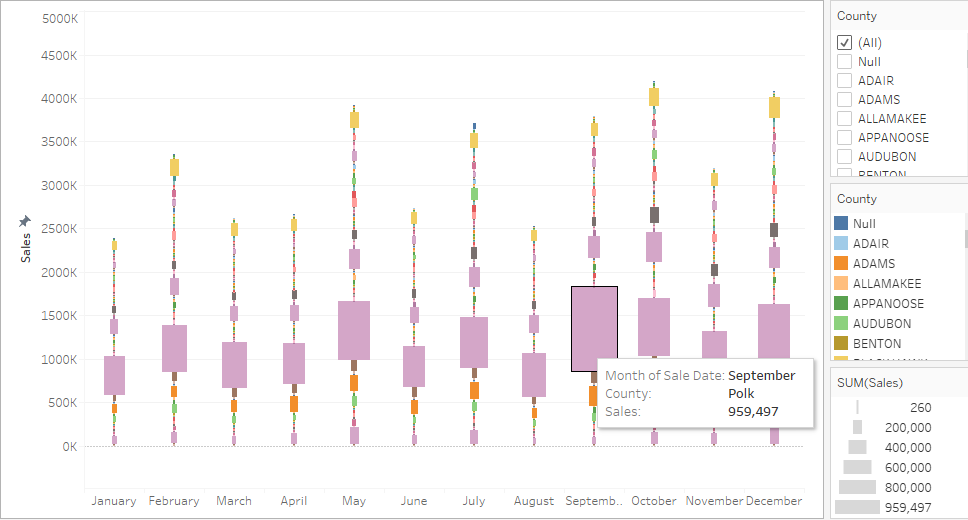 5000K
4500K
4000K
3500K
3000K
2500K
2000K
1500K
1000K
500K
0K
Sales
January February March April May June July August Septemb.. October November December
Month of Sale Date: September
County: Polk
Sales: 959,497
County
(All)
Null
ADAIR
ADAMS
ALLAMAKEE
APPANOOSE
AUDUBON
BENTON
County
Null
ADAIR
ADAMS
ALLAMAKEE
APPANOOSE
AUDUBON
BENTON
BLACK HAWK
SUM(Sales)
260
200,000
400,000
600,000
800,000
959,497